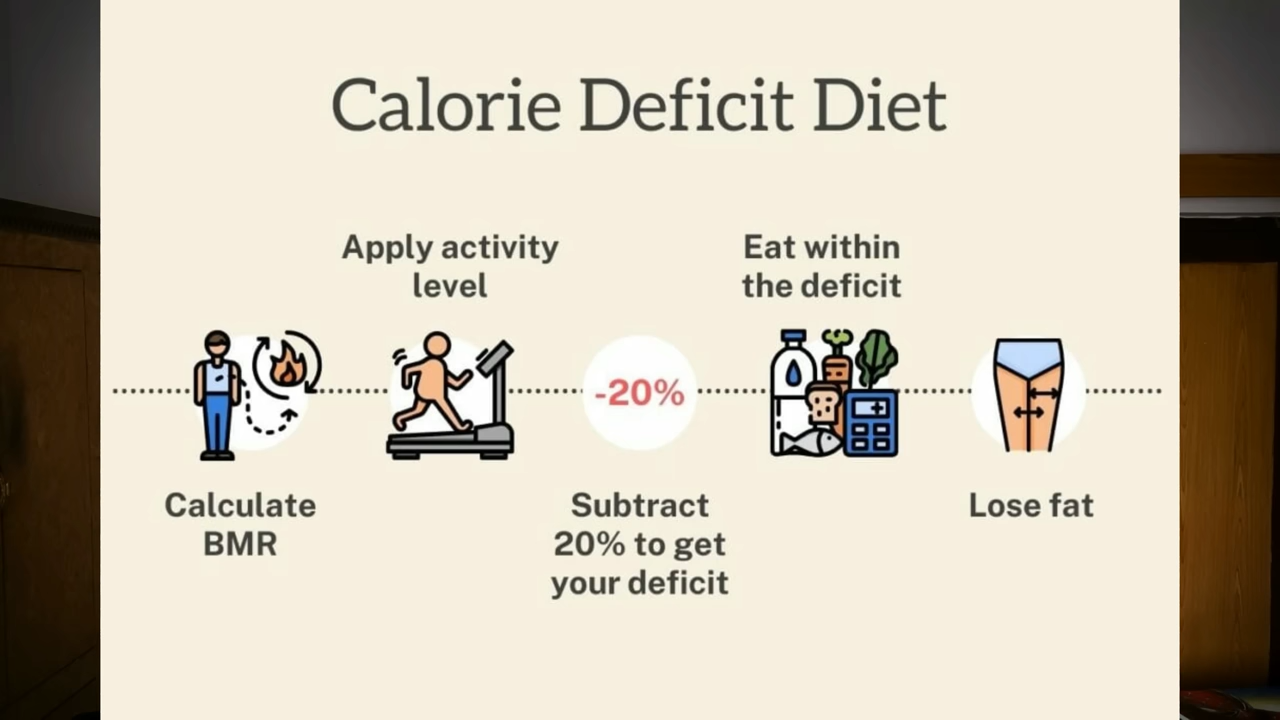 Calorie Deficit Diet
Apply activity
level
Eat within
the deficit
-20%
Calculate
BMR
Subtract
20% to get
your deficit
Lose fat